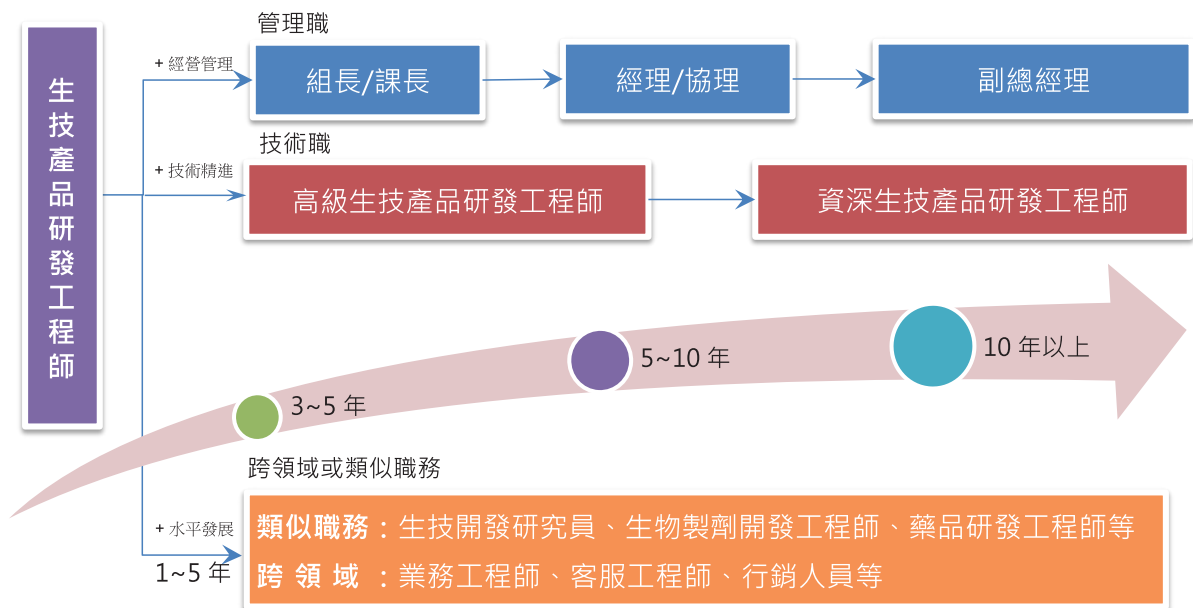 生技產品研發工程師
管理職
+ 經營管理
組長/課長
經理/協理
副總經理
技術職
+ 技術精進
高級生技產品研發工程師
資深生技產品研發工程師
3~5 年
5~10 年
10 年以上
跨領域或類似職務
+ 水平發展
1~5 年
類似職務：生技開發研究員、生物製劑開發工程師、藥品研發工程師等
跨 領 域 ：業務工程師、客服工程師、行銷人員等